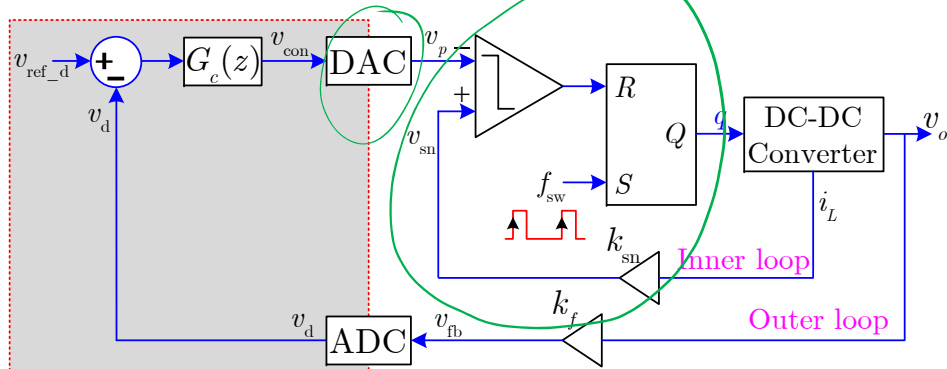 v_ref_d
+
-
v_d
G_c(z)
v_con
DAC
v_p
-
+
v_sn
R
S
Q
f_sw
q
DC-DC
Converter
v_o
i_L
k_sn
Inner loop
Outer loop
k_f
v_fb
ADC
v_d